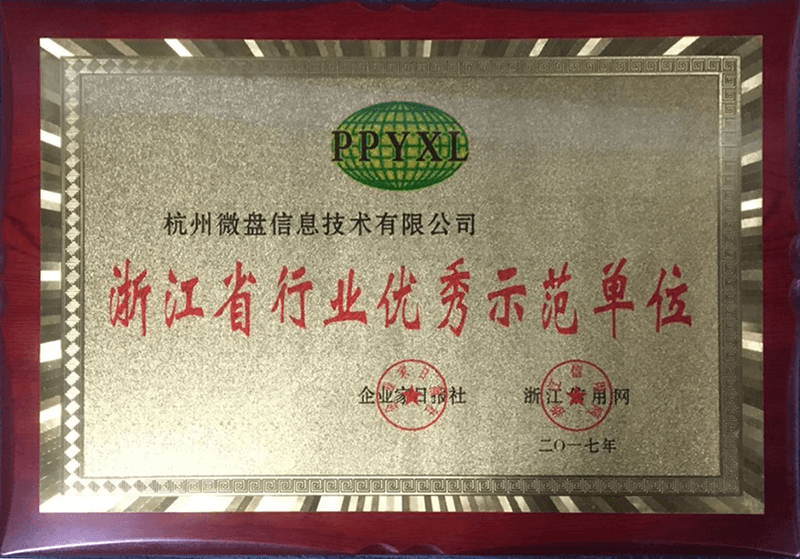 PPYXL
杭州微盘信息技术有限公司
浙江省行业优秀示范单位
企业家日报社 浙江信用网
二〇一七年